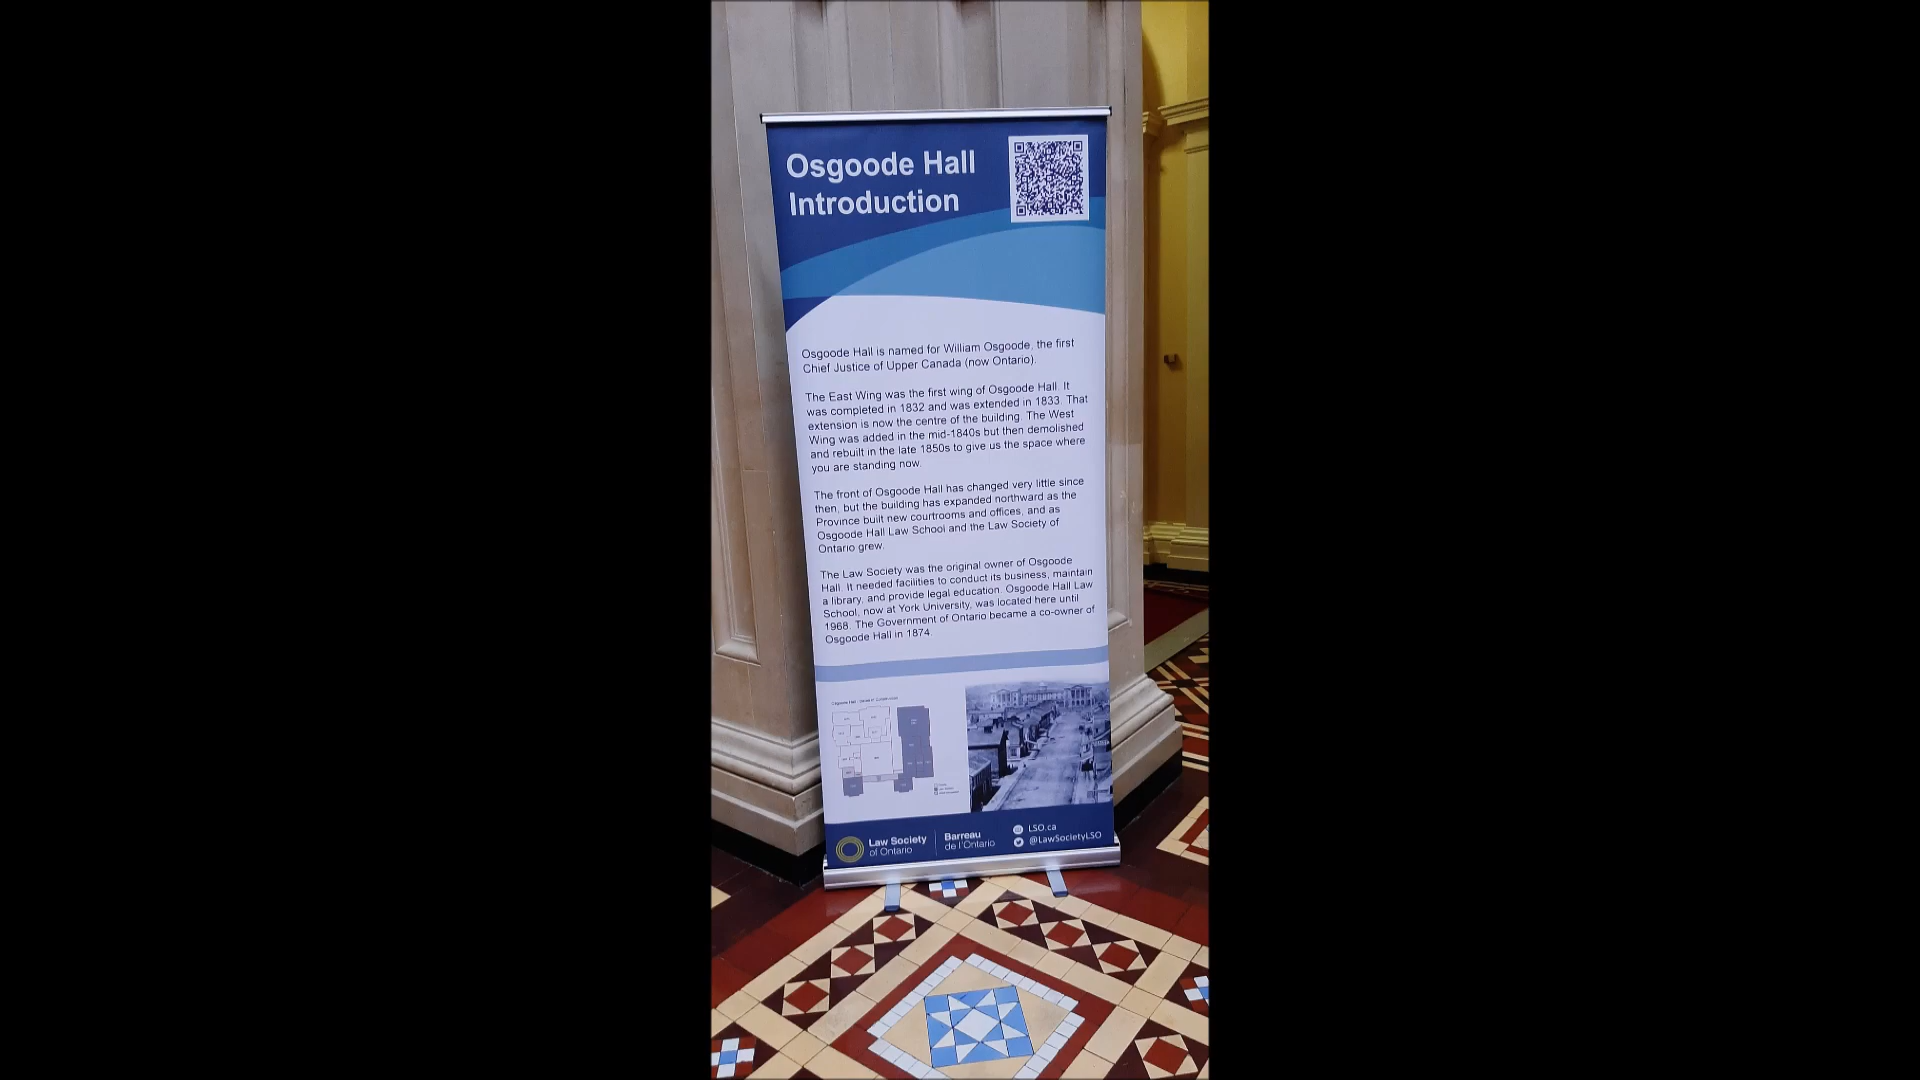 Osgoode Hall
Introduction
Osgoode Hall is named for William Osgoode, the first
Chief Justice of Upper Canada (now Ontario).
The East Wing was the first wing of Osgoode Hall. It
was completed in 1832 and was extended in 1833. That
extension is now the centre of the building. The West
Wing was added in the mid-1840s but then demolished
and rebuilt in the late 1850s to give us the space where
you are standing now.
The front of Osgoode Hall has changed very little since
then, but the building has expanded northward as the
Province built new courtrooms and offices, and as
Osgoode Hall Law School and the Law Society of
Ontario grew.
The Law Society was the original owner of Osgoode
Hall. It needed facilities to conduct its business, maintain
a library, and provide legal education. Osgoode Hall Law
School, now at York University, was located here until
1968. The Government of Ontario became a co-owner of
Osgoode Hall in 1874.
Osgoode Hall
Law Society
of Ontario
Barreau
de l'Ontario
LSO.ca
@LawSocietyLSO